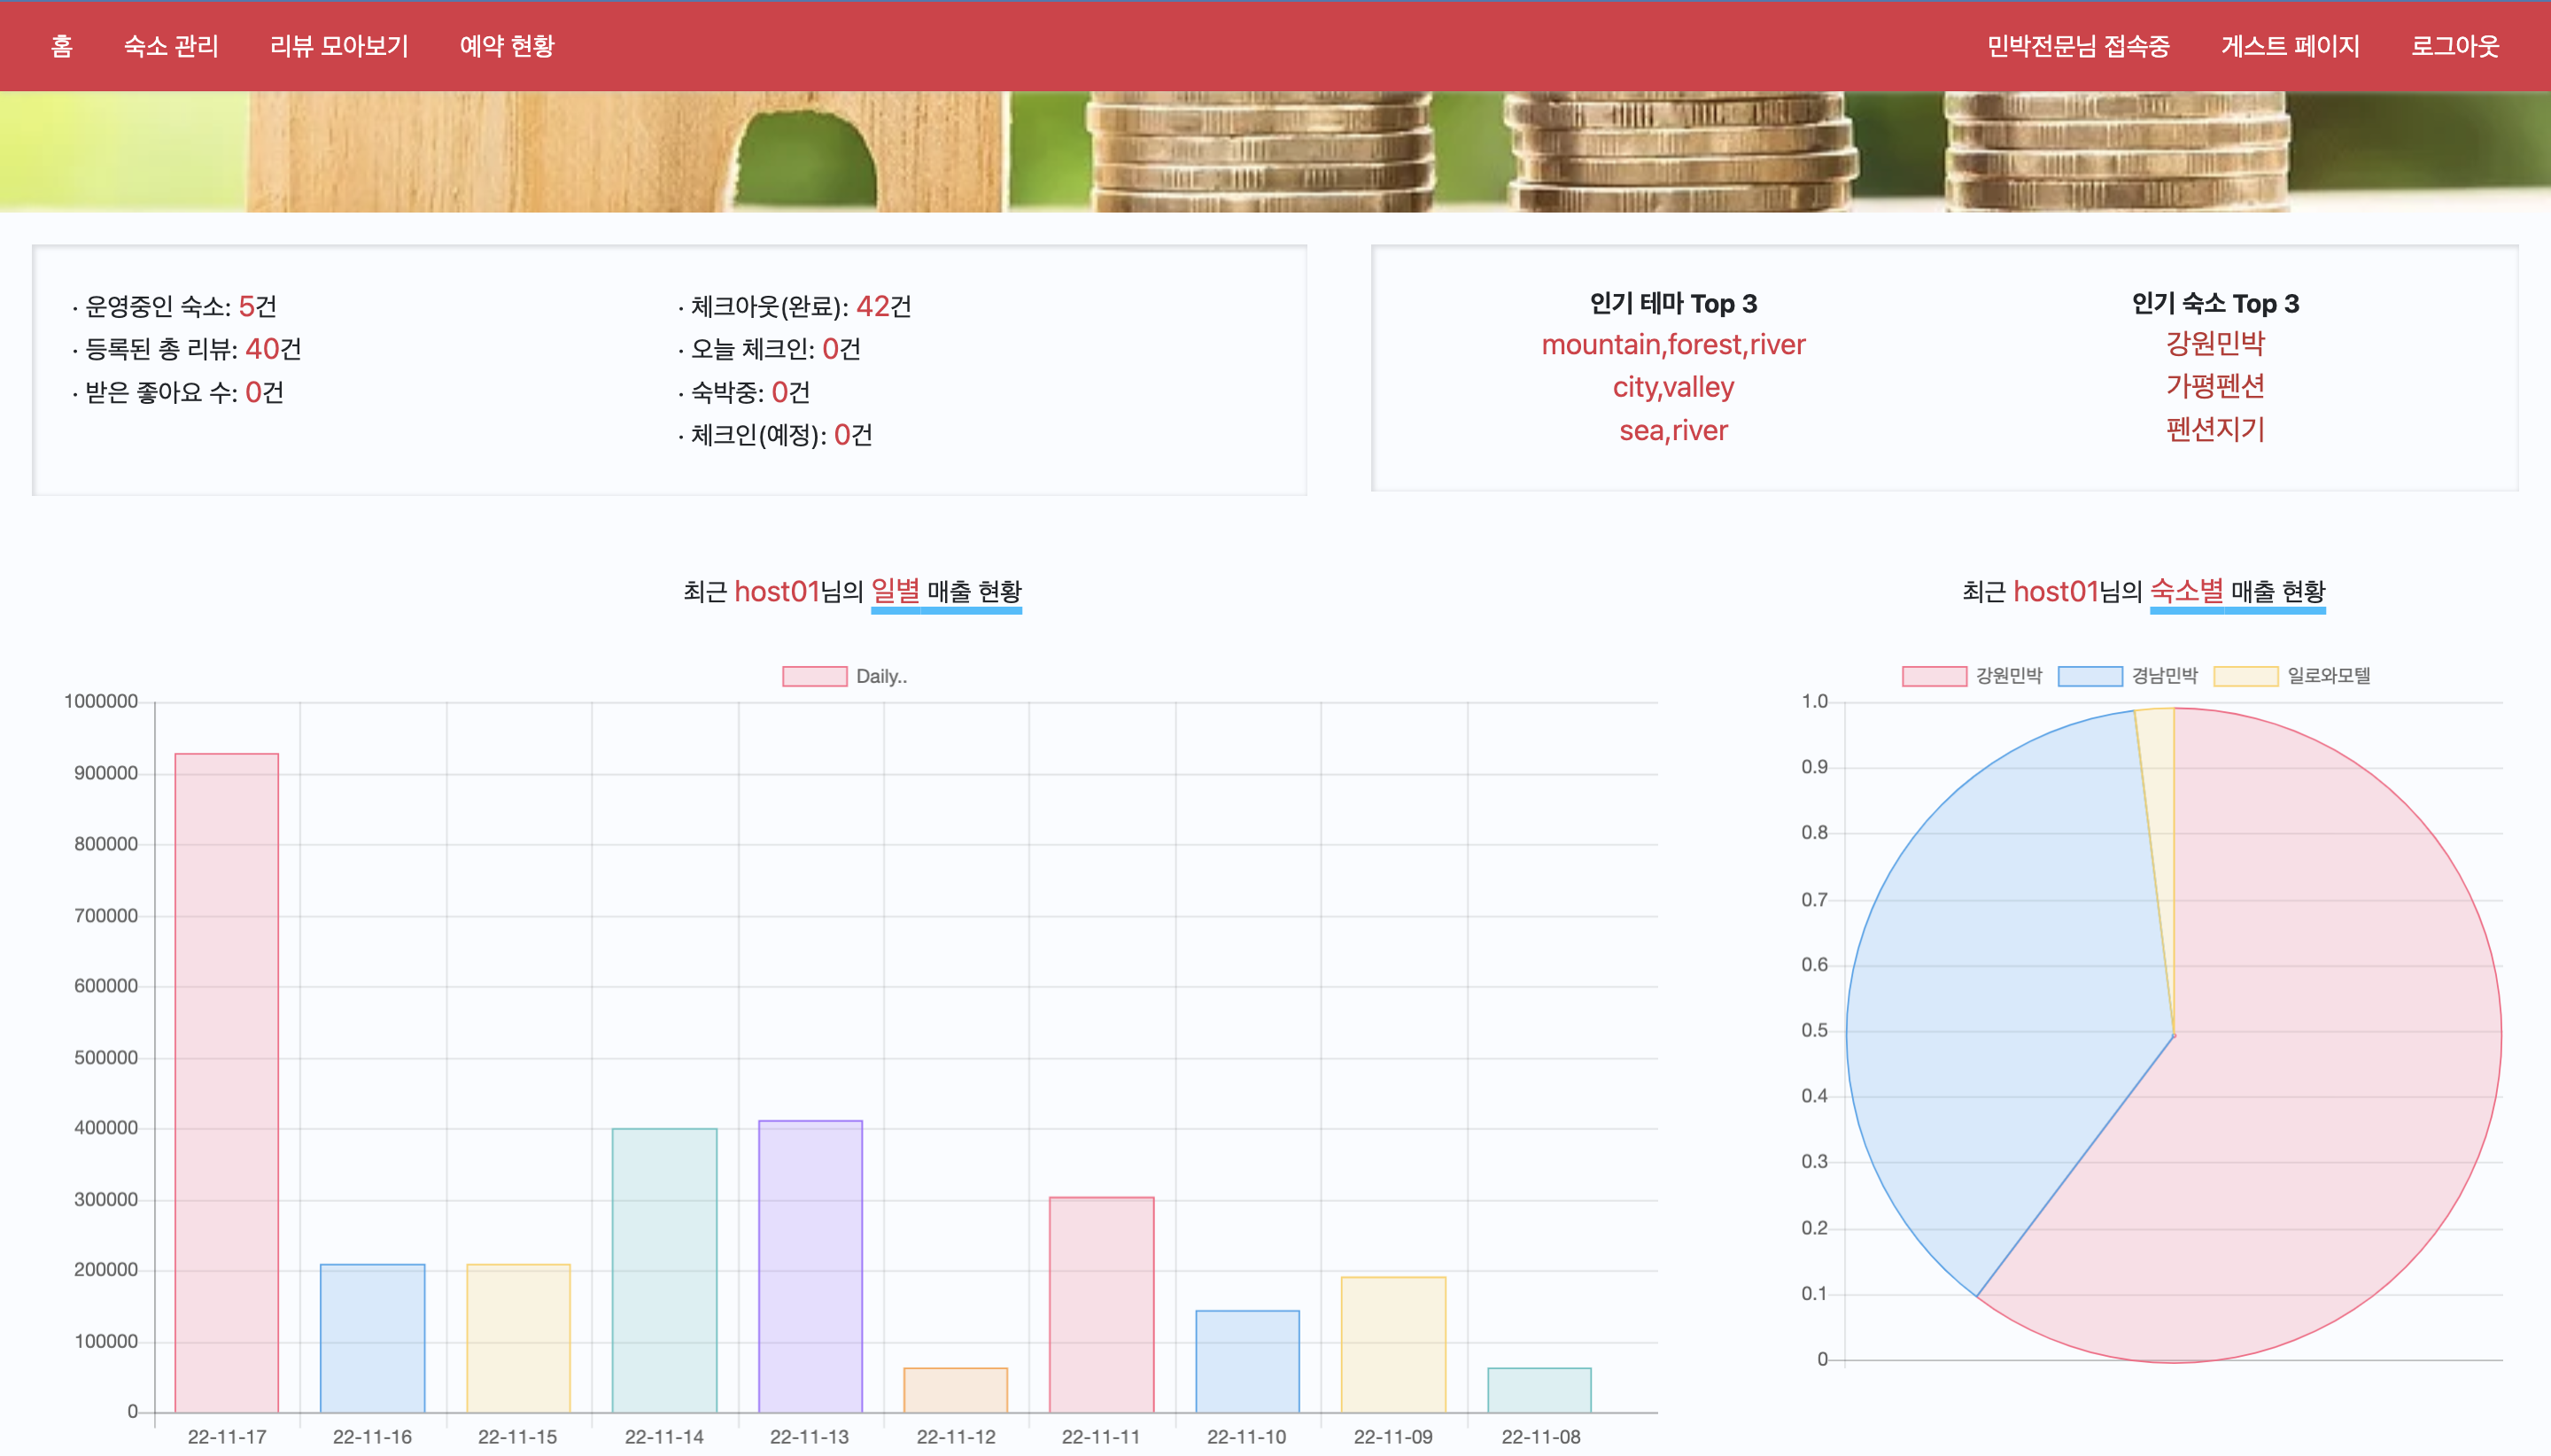 홈 숙소 관리 리뷰 모아보기 예약 현황 민박전문님 접속중 게스트 페이지 로그아웃
· 운영중인 숙소: 5건
· 등록된 총 리뷰: 40건
· 받은 좋아요 수: 0건
· 체크아웃(완료): 42건
· 오늘 체크인: 0건
· 숙박중: 0건
· 체크인(예정): 0건
인기 테마 Top 3
mountain,forest,river
city,valley
sea,river
인기 숙소 Top 3
강원민박
가평펜션
펜션지기
최근 host01님의 일별 매출 현황
Daily..
1000000
900000
800000
700000
600000
500000
400000
300000
200000
100000
0
22-11-17 22-11-16 22-11-15 22-11-14 22-11-13 22-11-12 22-11-11 22-11-10 22-11-09 22-11-08
최근 host01님의 숙소별 매출 현황
강원민박 경남민박 일로와모텔
1.0
0.9
0.8
0.7
0.6
0.5
0.4
0.3
0.2
0.1
0